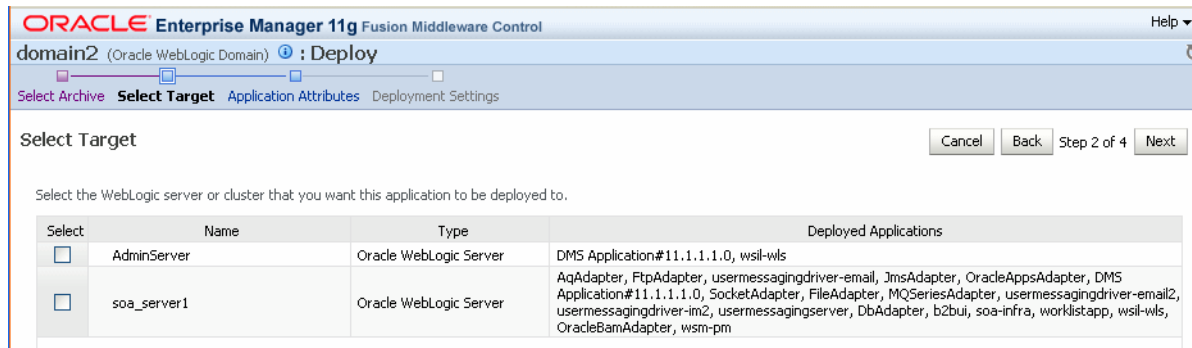 ORACLE Enterprise Manager 11g Fusion Middleware Control Help
domain2 (Oracle WebLogic Domain) : Deploy
Select Archive Select Target Application Attributes Deployment Settings
Select Target Cancel Back Step 2 of 4 Next
Select the WebLogic server or cluster that you want this application to be deployed to.
Select Name Type Deployed Applications
AdminServer Oracle WebLogic Server DMS Application#11.1.1.1.0, wsil-wls
soa_server1 Oracle WebLogic Server AqAdapter, FtpAdapter, usermessagingdriver-email, JmsAdapter, OracleAppsAdapter, DMS
Application#11.1.1.1.0, SocketAdapter, FileAdapter, MQSeriesAdapter, usermessagingdriver-email2,
usermessagingdriver-im2, usermessagingserver, DbAdapter, b2bui, soa-infra, worklistapp, wsil-wls,
OracleBamAdapter, wsm-pm